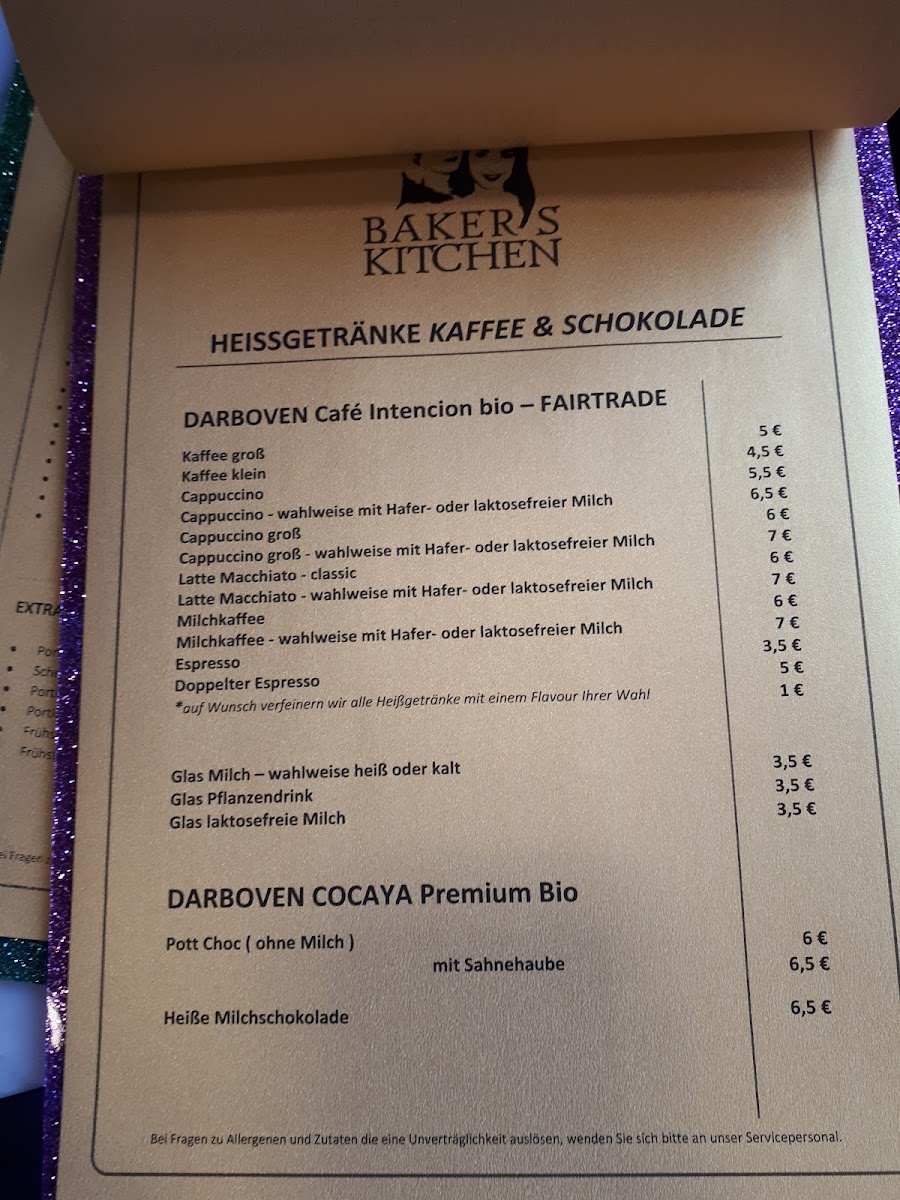 BAKER'S
KITCHEN
HEISSGETRÄNKE KAFFEE & SCHOKOLADE
DARBOVEN Café Intencion bio – FAIRTRADE
Kaffee groß 5 €
Kaffee klein 4,5 €
Cappuccino 5,5 €
Cappuccino - wahlweise mit Hafer- oder laktosefreier Milch 6,5 €
Cappuccino groß 6 €
Cappuccino groß - wahlweise mit Hafer- oder laktosefreier Milch 7 €
Latte Macchiato - classic 6 €
Latte Macchiato - wahlweise mit Hafer- oder laktosefreier Milch 7 €
Milchkaffee 6 €
Milchkaffee - wahlweise mit Hafer- oder laktosefreier Milch 7 €
Espresso 3,5 €
Doppelter Espresso 5 €
*auf Wunsch verfeinern wir alle Heißgetränke mit einem Flavour Ihrer Wahl 1 €
Glas Milch – wahlweise heiß oder kalt 3,5 €
Glas Pflanzendrink 3,5 €
Glas laktosefreie Milch 3,5 €
DARBOVEN COCAYA Premium Bio
Pott Choc ( ohne Milch ) 6 €
mit Sahnehaube 6,5 €
Heiße Milchschokolade 6,5 €
Bei Fragen zu Allergenen und Zutaten die eine Unverträglichkeit auslösen, wenden Sie sich bitte an unser Servicepersonal.
EXTRA